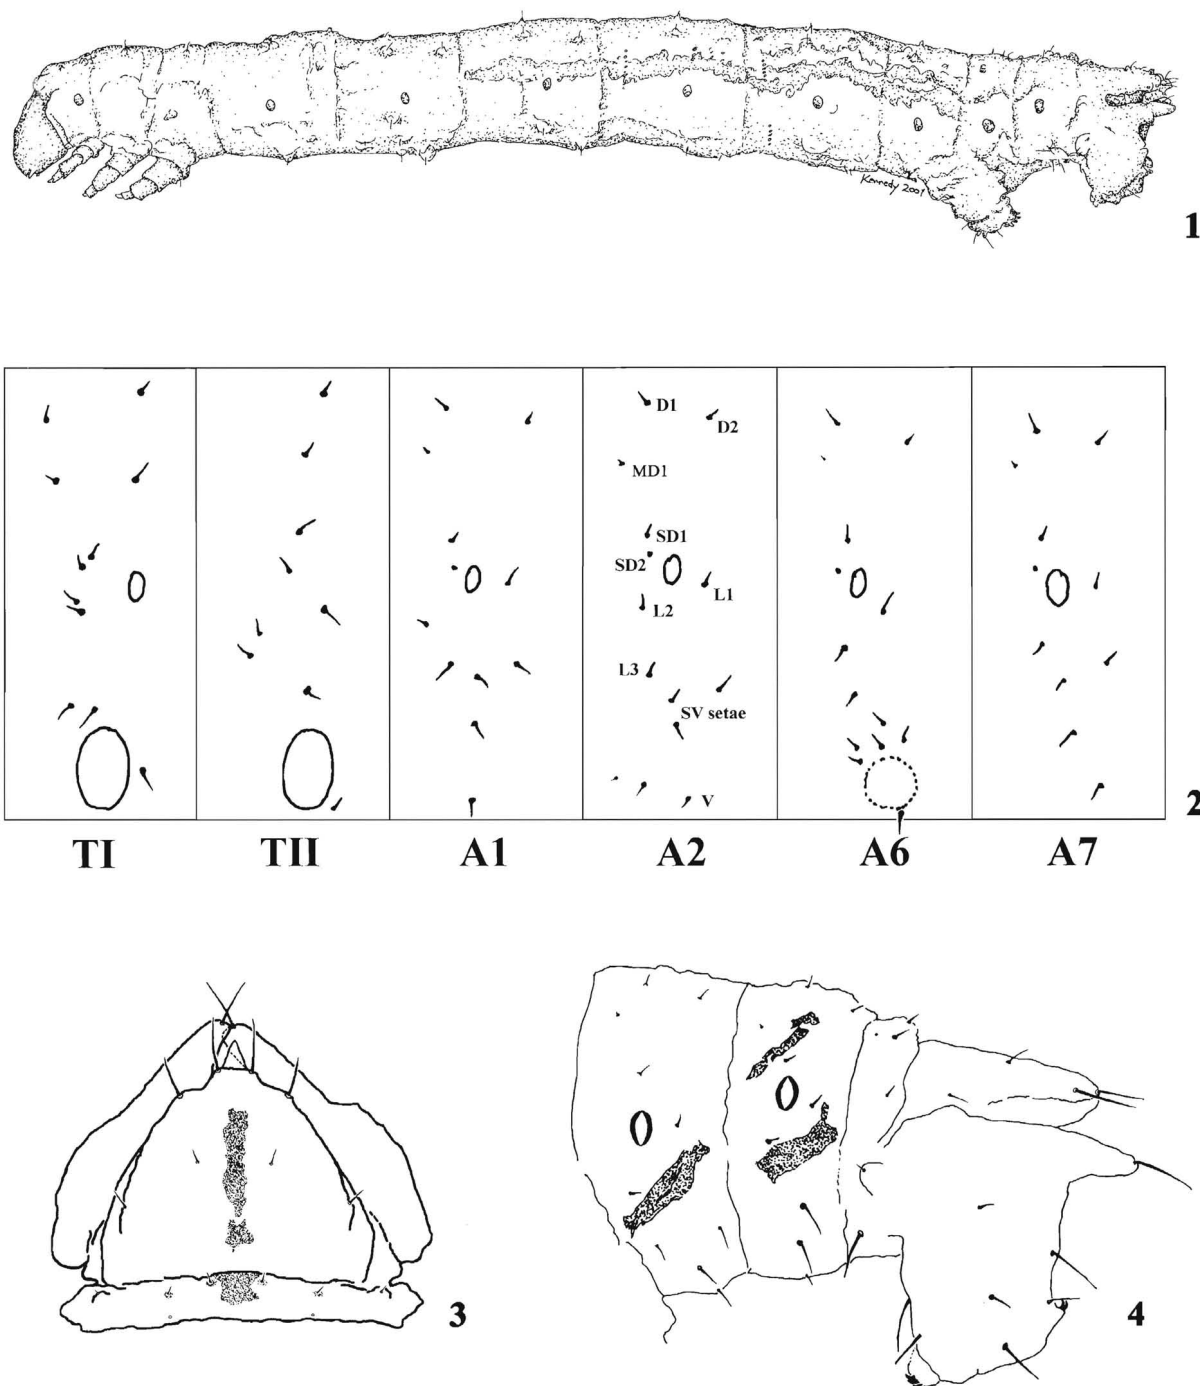 Kennedy 2001
1
D1
D2
MD1
SD1
SD2
L1
L2
L3
SV setae
V
2
TI TII A1 A2 A6 A7
3
4